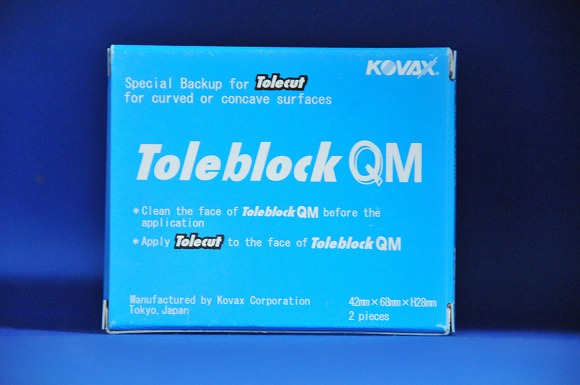 KOVAX
Special Backup for Tolecut
for curved or concave surfaces
Toleblock QM
*Clean the face of Toleblock QM before the
application
*Apply Tolecut to the face of Toleblock QM
Manufactured by Kovax Corporation
Tokyo,Japan
42mm×68mm×H28mm
2 pieces